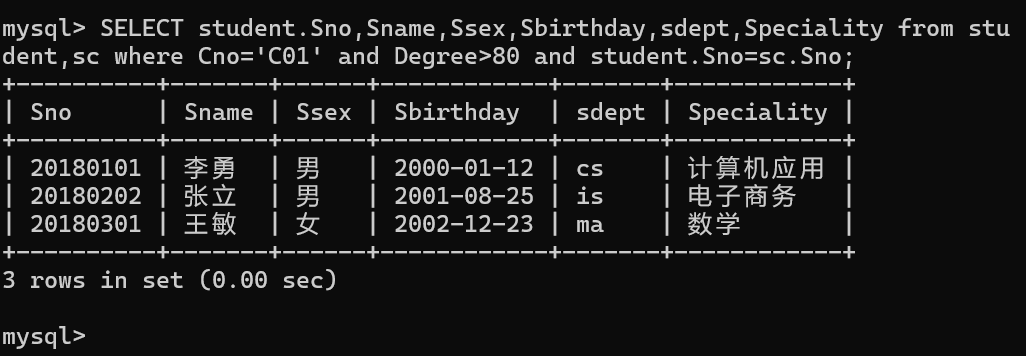 mysql> SELECT student.Sno,Sname,Ssex,Sbirthday,sdept,Speciality from stu
dent,sc where Cno='C01' and Degree>80 and student.Sno=sc.Sno;
+----------+-------+------+------------+-------+------------+
| Sno      | Sname | Ssex | Sbirthday  | sdept | Speciality |
+----------+-------+------+------------+-------+------------+
| 20180101 | 李勇  | 男   | 2000-01-12 | cs    | 计算机应用 |
| 20180202 | 张立  | 男   | 2001-08-25 | is    | 电子商务   |
| 20180301 | 王敏  | 女   | 2002-12-23 | ma    | 数学       |
+----------+-------+------+------------+-------+------------+
3 rows in set (0.00 sec)
mysql>